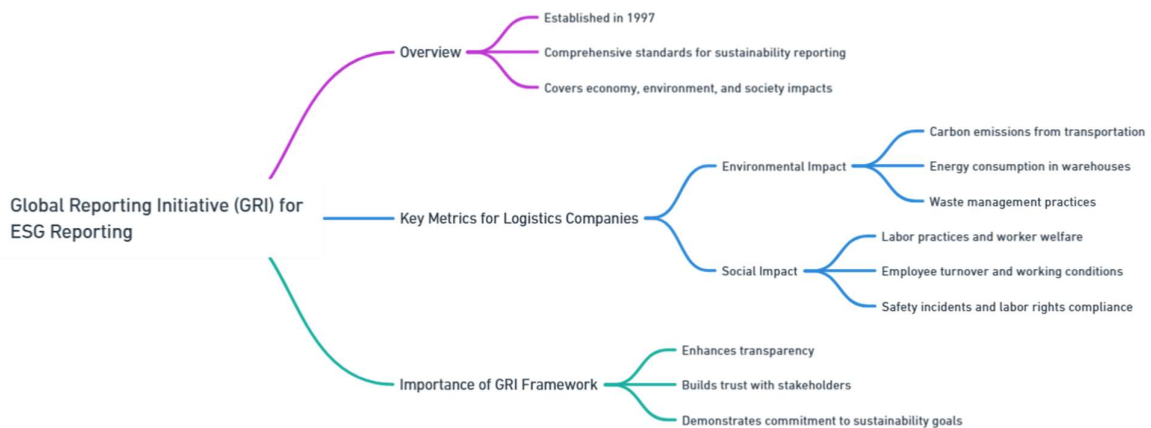 Global Reporting Initiative (GRI) for
ESG Reporting
Overview
Established in 1997
Comprehensive standards for sustainability reporting
Covers economy, environment, and society impacts
Key Metrics for Logistics Companies
Environmental Impact
Carbon emissions from transportation
Energy consumption in warehouses
Waste management practices
Social Impact
Labor practices and worker welfare
Employee turnover and working conditions
Safety incidents and labor rights compliance
Importance of GRI Framework
Enhances transparency
Builds trust with stakeholders
Demonstrates commitment to sustainability goals